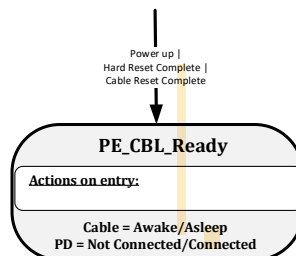 Power up |
Hard Reset Complete |
Cable Reset Complete
PE_CBL_Ready
Actions on entry:
Cable = Awake/Asleep
PD = Not Connected/Connected